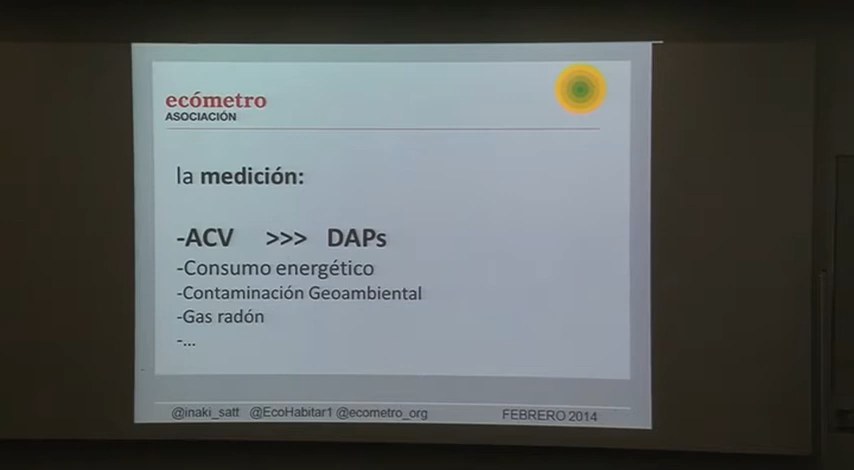 ecómetro
ASOCIACIÓN
la medición:
-ACV >>> DAPs
-Consumo energético
-Contaminación Geoambiental
-Gas radón
-...
@inaki_satt @EcoHabitar1 @ecometro_org FEBRERO 2014